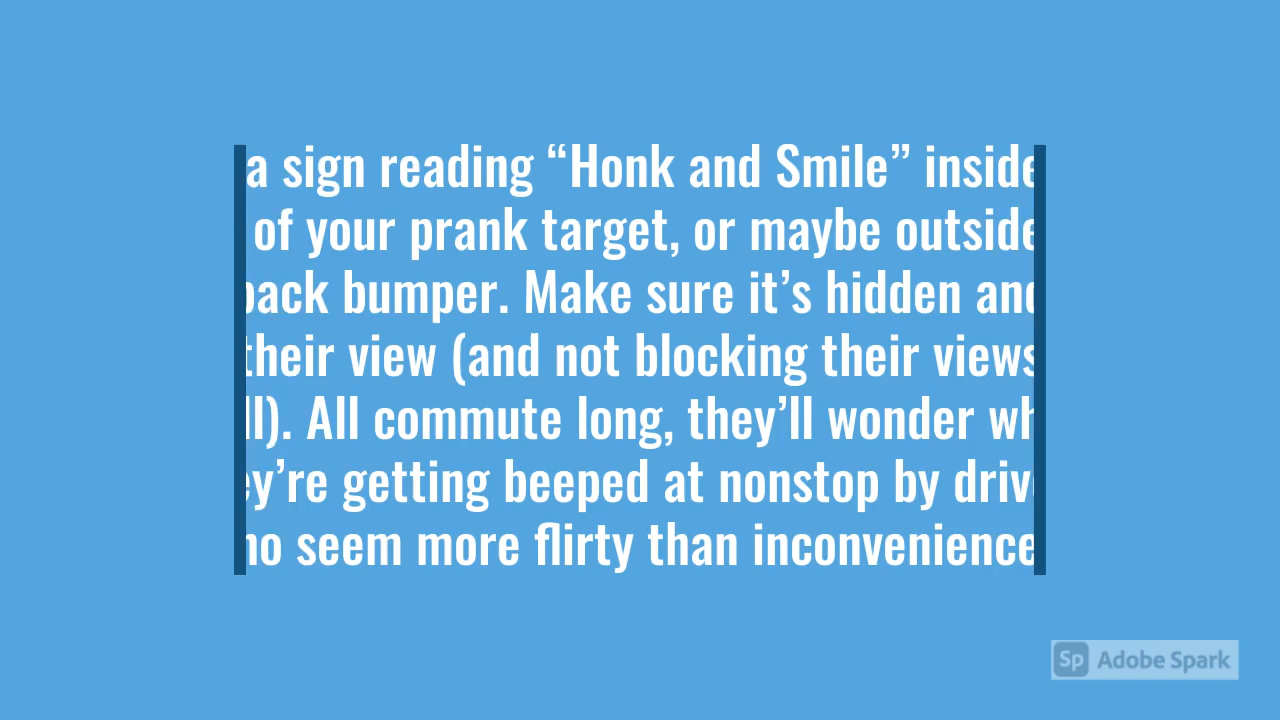 a sign reading “Honk and Smile” inside
of your prank target, or maybe outside
back bumper. Make sure it’s hidden and
their view (and not blocking their views
ll). All commute long, they’ll wonder wh
ey’re getting beeped at nonstop by driv
ho seem more flirty than inconvenience
Sp Adobe Spark